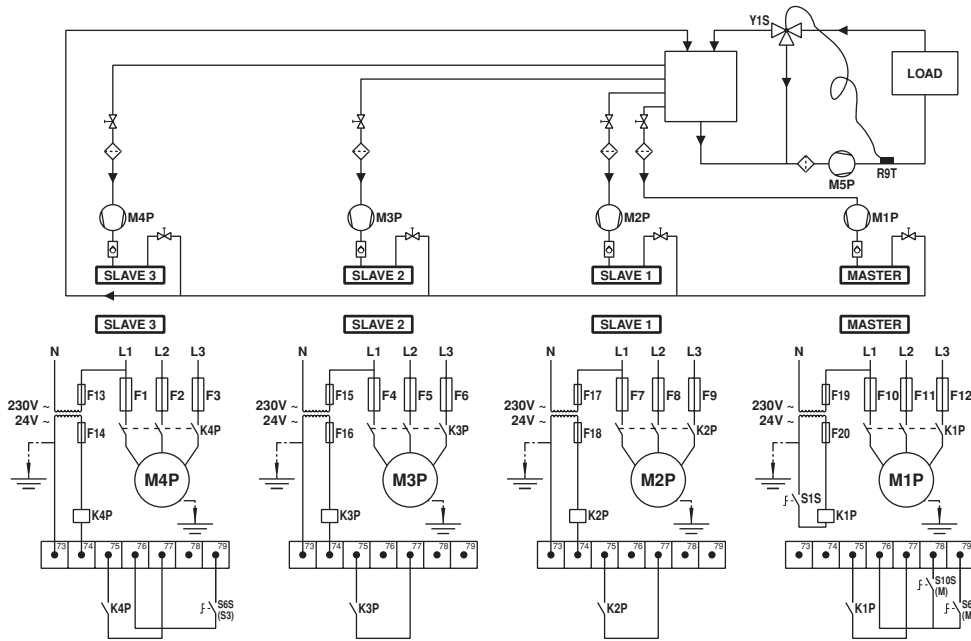 Y1S
LOAD
M5P
R9T
M4P
M3P
M2P
M1P
SLAVE 3
SLAVE 2
SLAVE 1
MASTER
SLAVE 3
SLAVE 2
SLAVE 1
MASTER
N L1 L2 L3
N L1 L2 L3
N L1 L2 L3
N L1 L2 L3
F13 F1 F2 F3
F15 F4 F5 F6
F17 F7 F8 F9
F19 F10 F11 F12
230V ~
24V ~
230V ~
24V ~
230V ~
24V ~
230V ~
24V ~
F14 K4P
F16 K3P
F18 K2P
F20 K1P
M4P
M3P
M2P
M1P
S1S
K4P
K3P
K2P
K1P
73 74 75 76 77 78 79
73 74 75 76 77 78 79
73 74 75 76 77 78 79
73 74 75 76 77 78 79
K4P
S6S
(S3)
K3P
K2P
K1P
S10S
(M)